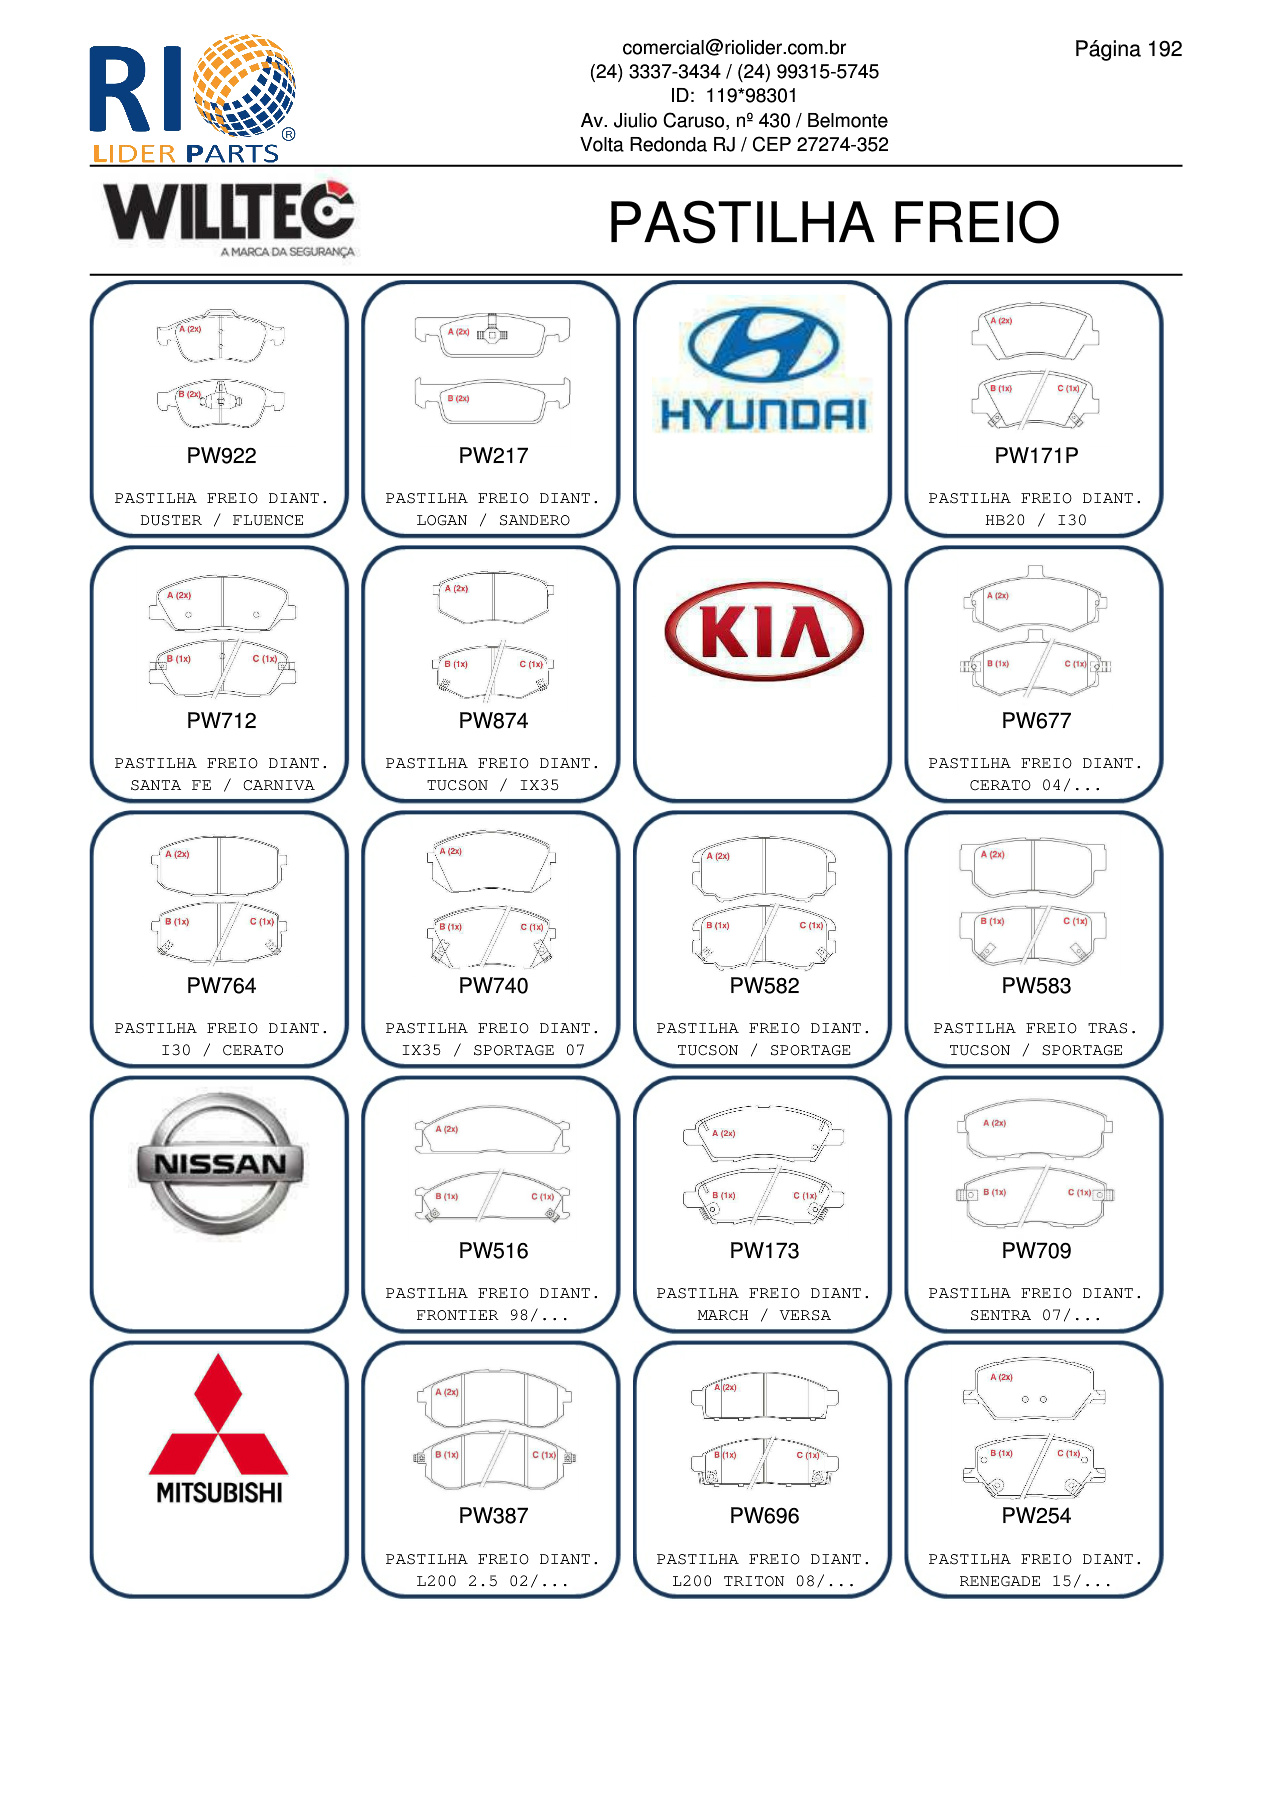 RIO
LIDER PARTS
®
comercial@riolider.com.br
(24) 3337-3434 / (24) 99315-5745
ID: 119*98301
Av. Jiulio Caruso, nº 430 / Belmonte
Volta Redonda RJ / CEP 27274-352
Página 192
WILLTEC
A MARCA DA SEGURANÇA
PASTILHA FREIO
A (2x)
B (2x)
PW922
PASTILHA FREIO DIANT.
DUSTER / FLUENCE
A (2x)
B (2x)
PW217
PASTILHA FREIO DIANT.
LOGAN / SANDERO
HYUNDAI
A (2x)
B (1x) C (1x)
PW171P
PASTILHA FREIO DIANT.
HB20 / I30
A (2x)
B (1x) C (1x)
PW712
PASTILHA FREIO DIANT.
SANTA FE / CARNIVA
A (2x)
B (1x) C (1x)
PW874
PASTILHA FREIO DIANT.
TUCSON / IX35
KIA
A (2x)
B (1x) C (1x)
PW677
PASTILHA FREIO DIANT.
CERATO 04/...
A (2x)
B (1x) C (1x)
PW764
PASTILHA FREIO DIANT.
I30 / CERATO
A (2x)
B (1x) C (1x)
PW740
PASTILHA FREIO DIANT.
IX35 / SPORTAGE 07
A (2x)
B (1x) C (1x)
PW582
PASTILHA FREIO DIANT.
TUCSON / SPORTAGE
A (2x)
B (1x) C (1x)
PW583
PASTILHA FREIO TRAS.
TUCSON / SPORTAGE
NISSAN
A (2x)
B (1x) C (1x)
PW516
PASTILHA FREIO DIANT.
FRONTIER 98/...
A (2x)
B (1x) C (1x)
PW173
PASTILHA FREIO DIANT.
MARCH / VERSA
A (2x)
B (1x) C (1x)
PW709
PASTILHA FREIO DIANT.
SENTRA 07/...
MITSUBISHI
A (2x)
B (1x) C (1x)
PW387
PASTILHA FREIO DIANT.
L200 2.5 02/...
A (2x)
B (1x) C (1x)
PW696
PASTILHA FREIO DIANT.
L200 TRITON 08/...
A (2x)
B (1x) C (1x)
PW254
PASTILHA FREIO DIANT.
RENEGADE 15/...